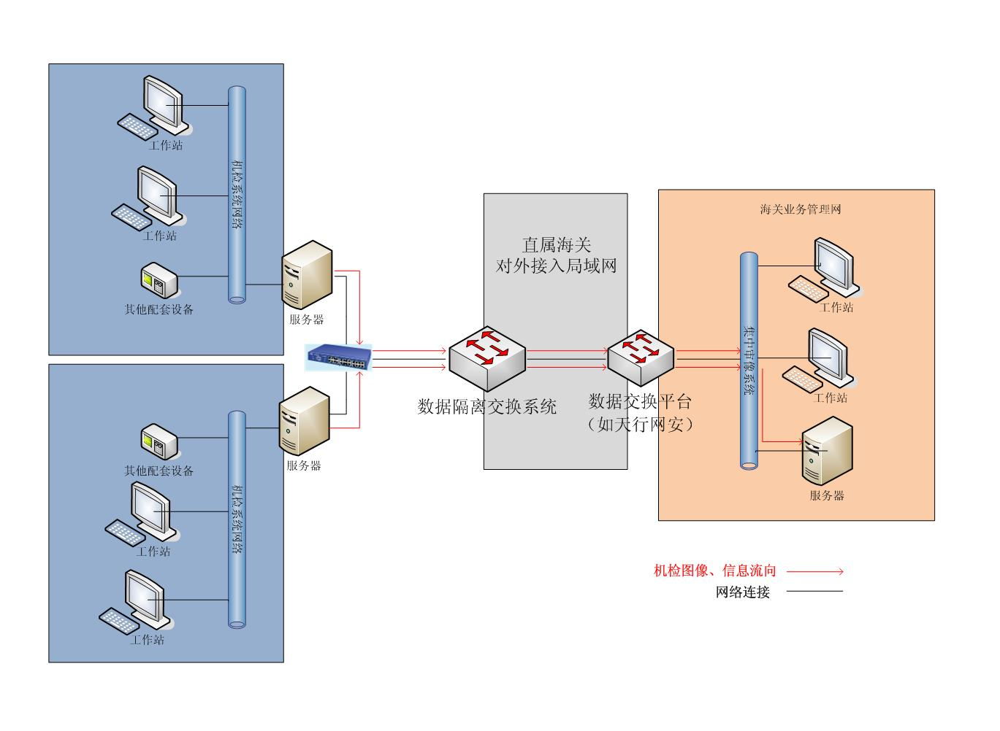 工作站
工作站
其他配套设备
机检系统网络
服务器
其他配套设备
工作站
工作站
机检系统网络
服务器
数据隔离交换系统
直属海关
对外接入局域网
数据交换平台
（如天行网安）
海关业务管理网
集中审像系统
工作站
工作站
服务器
机检图像、信息流向
网络连接